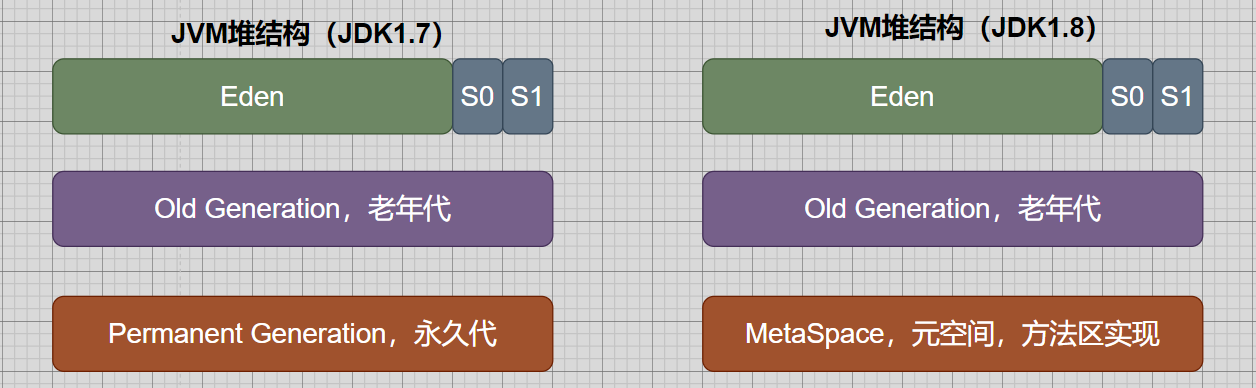 JVM堆结构（JDK1.7）
Eden
S0
S1
Old Generation，老年代
Permanent Generation，永久代
JVM堆结构（JDK1.8）
Eden
S0
S1
Old Generation，老年代
MetaSpace，元空间，方法区实现